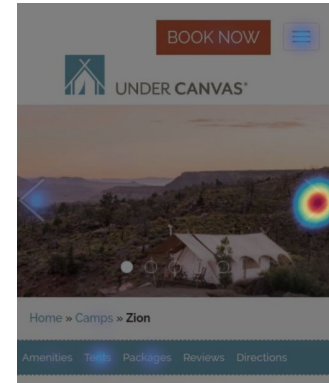 BOOK NOW
UNDER CANVAS®
Home » Camps » Zion
Amenities Tents Packages Reviews Directions